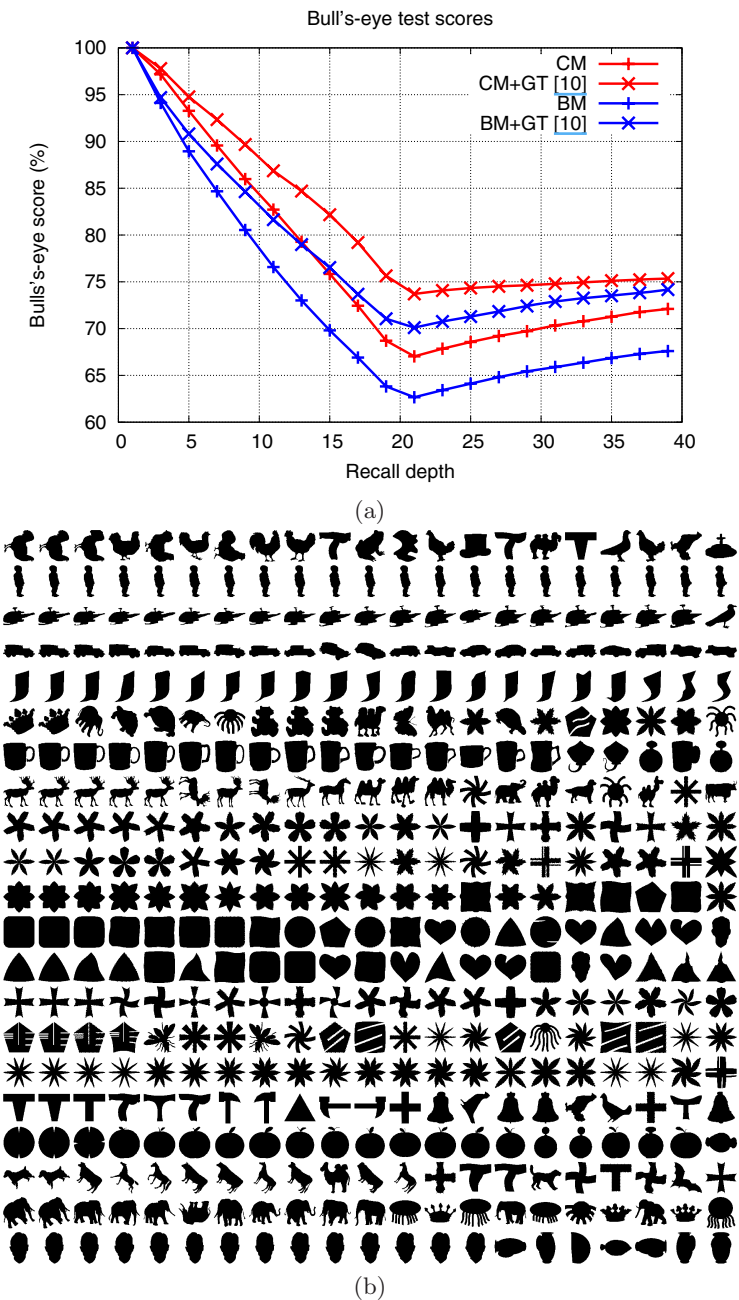 Bull's-eye test scores
Bulls's-eye score (%)
100
95
90
85
80
75
70
65
60
CM
CM+GT [10]
BM
BM+GT [10]
0 5 10 15 20 25 30 35 40
Recall depth
(a)
(b)